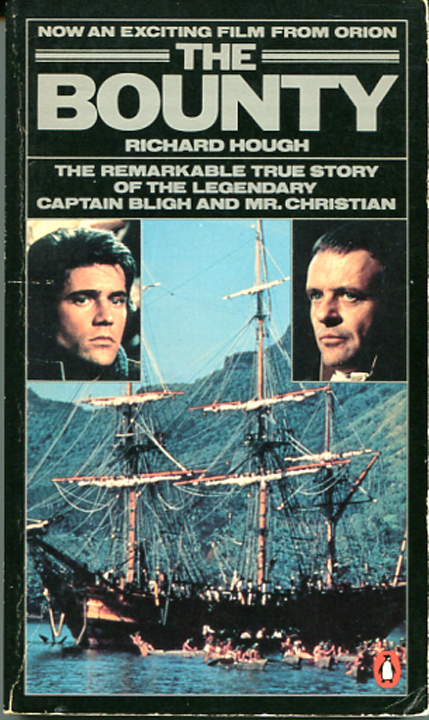 NOW AN EXCITING FILM FROM ORION
THE
BOUNTY
RICHARD HOUGH
THE REMARKABLE TRUE STORY
OF THE LEGENDARY
CAPTAIN BLIGH AND MR. CHRISTIAN